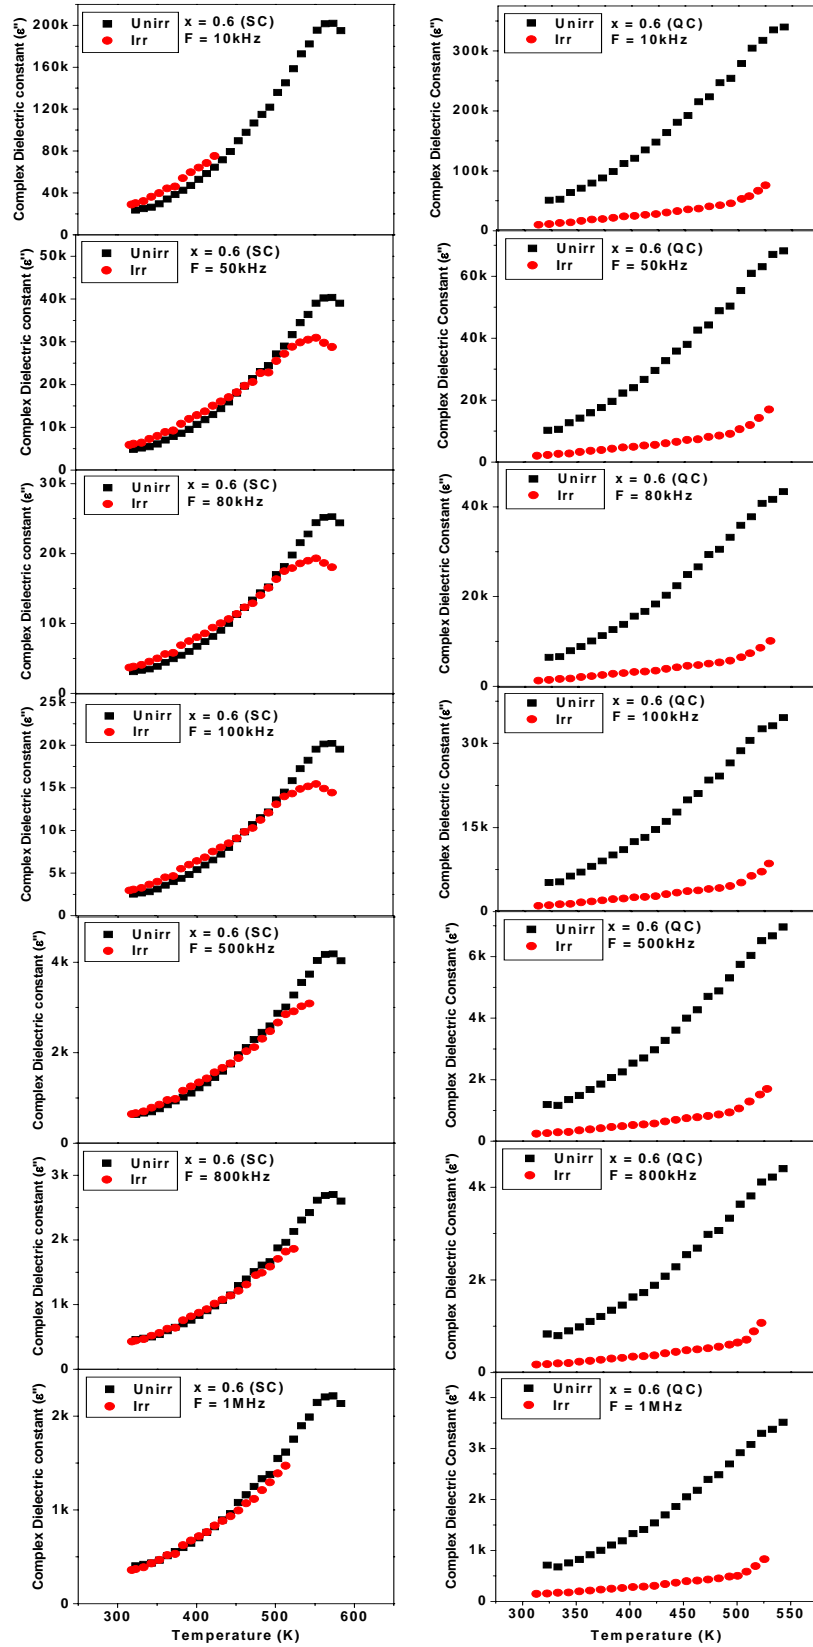 Unirr
Irr
x = 0.6 (SC)
F = 10kHz
200k
160k
120k
80k
40k
0
Complex Dielectric Constant (ε'')
Unirr
Irr
x = 0.6 (QC)
F = 10kHz
300k
200k
100k
0
Complex Dielectric Constant (ε'')
Unirr
Irr
x = 0.6 (SC)
F = 50kHz
50k
40k
30k
20k
10k
0
Complex Dielectric constant (ε'')
Unirr
Irr
x = 0.6 (QC)
F = 50kHz
60k
40k
20k
0
Complex Dielectric Constant (ε'')
Unirr
Irr
x = 0.6 (SC)
F = 80kHz
30k
20k
10k
0
Complex Dielectric constant (ε'')
Unirr
Irr
x = 0.6 (QC)
F = 80kHz
40k
20k
0
Complex Dielectric Constant (ε'')
Unirr
Irr
x = 0.6 (SC)
F = 100kHz
25k
20k
15k
10k
5k
0
Complex Dielectric constant (ε'')
Unirr
Irr
x = 0.6 (QC)
F = 100kHz
30k
15k
0
Complex Dielectric Constant (ε'')
Unirr
Irr
x = 0.6 (SC)
F = 500kHz
4k
2k
0
Complex Dielectric constant (ε'')
Unirr
Irr
x = 0.6 (QC)
F = 500kHz
6k
4k
2k
0
Complex Dielectric Constant (ε'')
Unirr
Irr
x = 0.6 (SC)
F = 800kHz
3k
2k
1k
0
Complex Dielectric constant (ε'')
Unirr
Irr
x = 0.6 (QC)
F = 800kHz
4k
2k
0
Complex Dielectric Constant (ε'')
Unirr
Irr
x = 0.6 (SC)
F = 1MHz
2k
1k
0
Complex Dielectric constant (ε'')
300 350 400 450 500 550 600
Temperature (K)
Unirr
Irr
x = 0.6 (QC)
F = 1MHz
4k
3k
2k
1k
0
Complex Dielectric Constant (ε'')
300 350 400 450 500 550
Temperature (K)